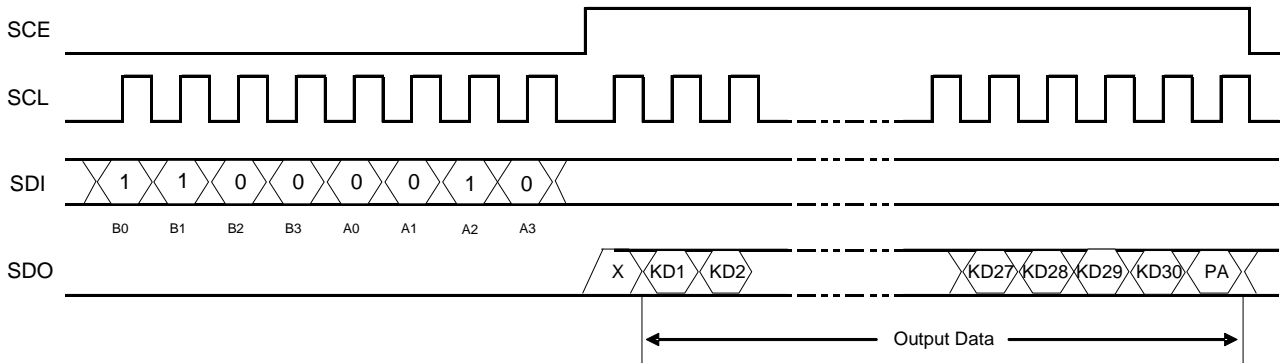 SCE
SCL
SDI 1 1 0 0 0 0 1 0
B0 B1 B2 B3 A0 A1 A2 A3
SDO X KD1 KD2 KD27 KD28 KD29 KD30 PA
Output Data